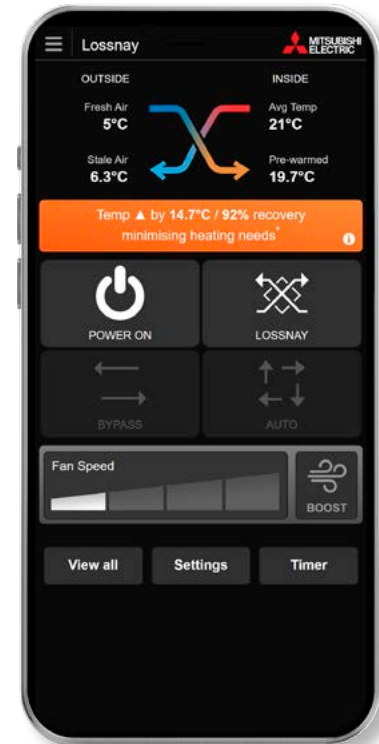 Lossnay
MITSUBISHI
ELECTRIC
OUTSIDE
INSIDE
Fresh Air
5°C
Avg Temp
21°C
Stale Air
6.3°C
Pre-warmed
19.7°C
Temp ▲ by 14.7°C / 92% recovery
minimising heating needs*
i
POWER ON
LOSSNAY
BYPASS
AUTO
Fan Speed
BOOST
View all
Settings
Timer